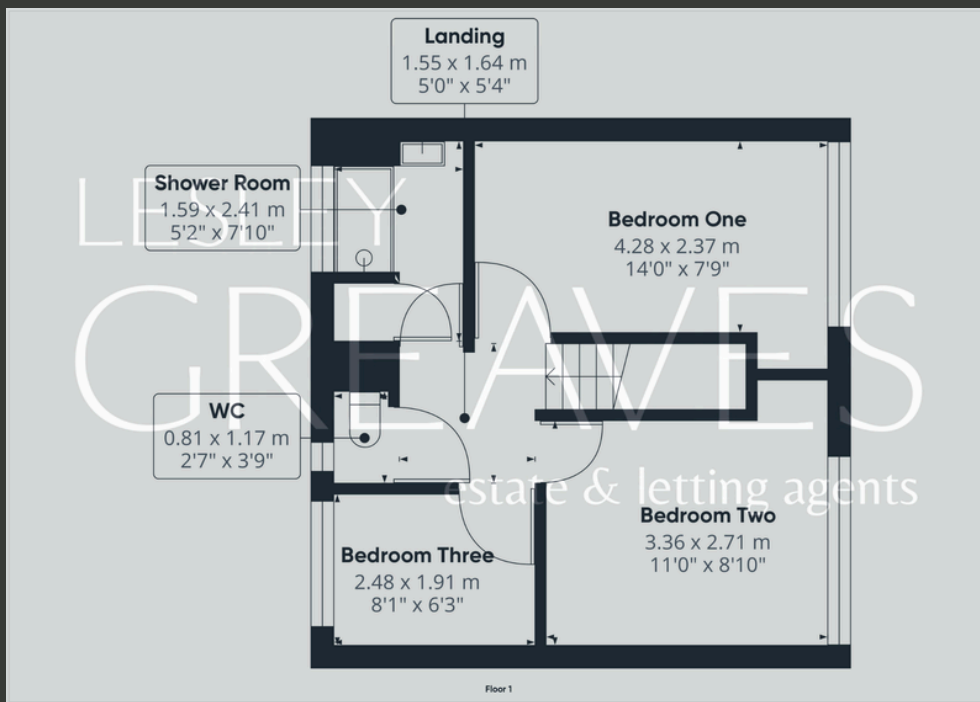 Landing
1.55 x 1.64 m
5'0" x 5'4"
Shower Room
1.59 x 2.41 m
5'2" x 7'10"
Bedroom One
4.28 x 2.37 m
14'0" x 7'9"
LESLEY
GREAVES
estate & letting agents
WC
0.81 x 1.17 m
2'7" x 3'9"
Bedroom Two
3.36 x 2.71 m
11'0" x 8'10"
Bedroom Three
2.48 x 1.91 m
8'1" x 6'3"
Floor 1